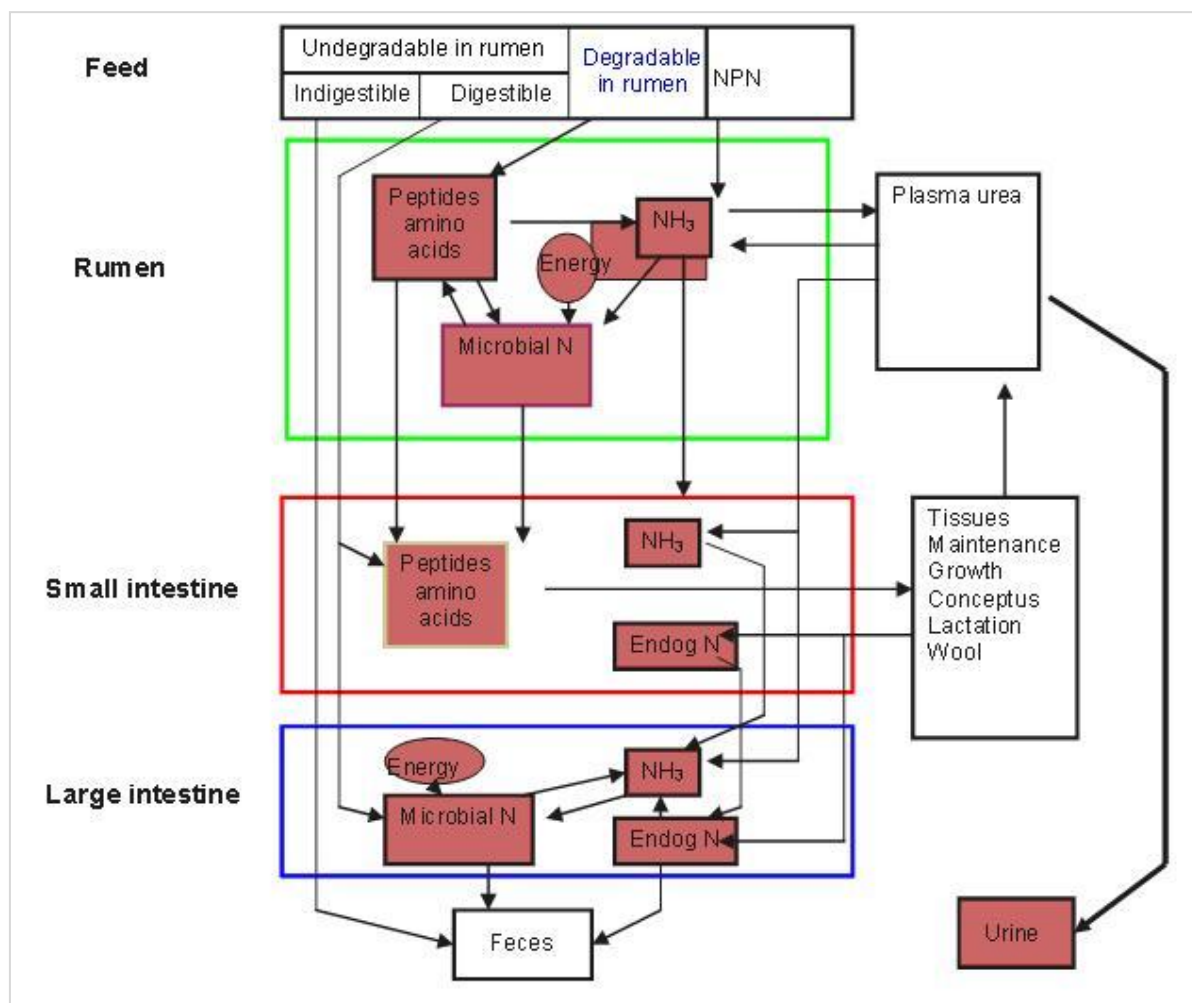 Feed
Undegradable in rumen
Indigestible
Digestible
Degradable
in rumen
NPN
Rumen
Peptides
amino
acids
NH₃
Energy
Microbial N
Plasma urea
Small intestine
Peptides
amino
acids
NH₃
Endog N
Tissues
Maintenance
Growth
Conceptus
Lactation
Wool
Large intestine
Energy
Microbial N
NH₃
Endog N
Feces
Urine